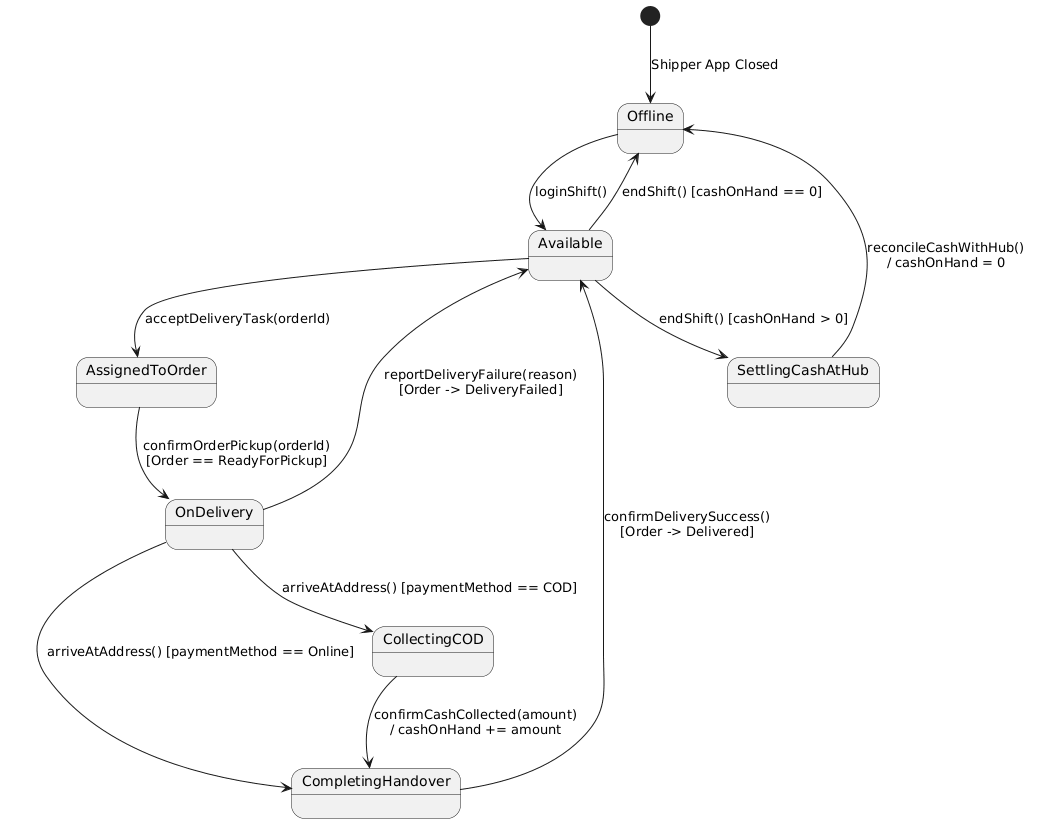 Shipper App Closed
Offline
loginShift()
endShift() [cashOnHand == 0]
Available
reconcileCashWithHub()
/ cashOnHand = 0
acceptDeliveryTask(orderId)
endShift() [cashOnHand > 0]
AssignedToOrder
reportDeliveryFailure(reason)
[Order -> DeliveryFailed]
SettlingCashAtHub
confirmOrderPickup(orderId)
[Order == ReadyForPickup]
OnDelivery
confirmDeliverySuccess()
[Order -> Delivered]
arriveAtAddress() [paymentMethod == COD]
CollectingCOD
arriveAtAddress() [paymentMethod == Online]
confirmCashCollected(amount)
/ cashOnHand += amount
CompletingHandover